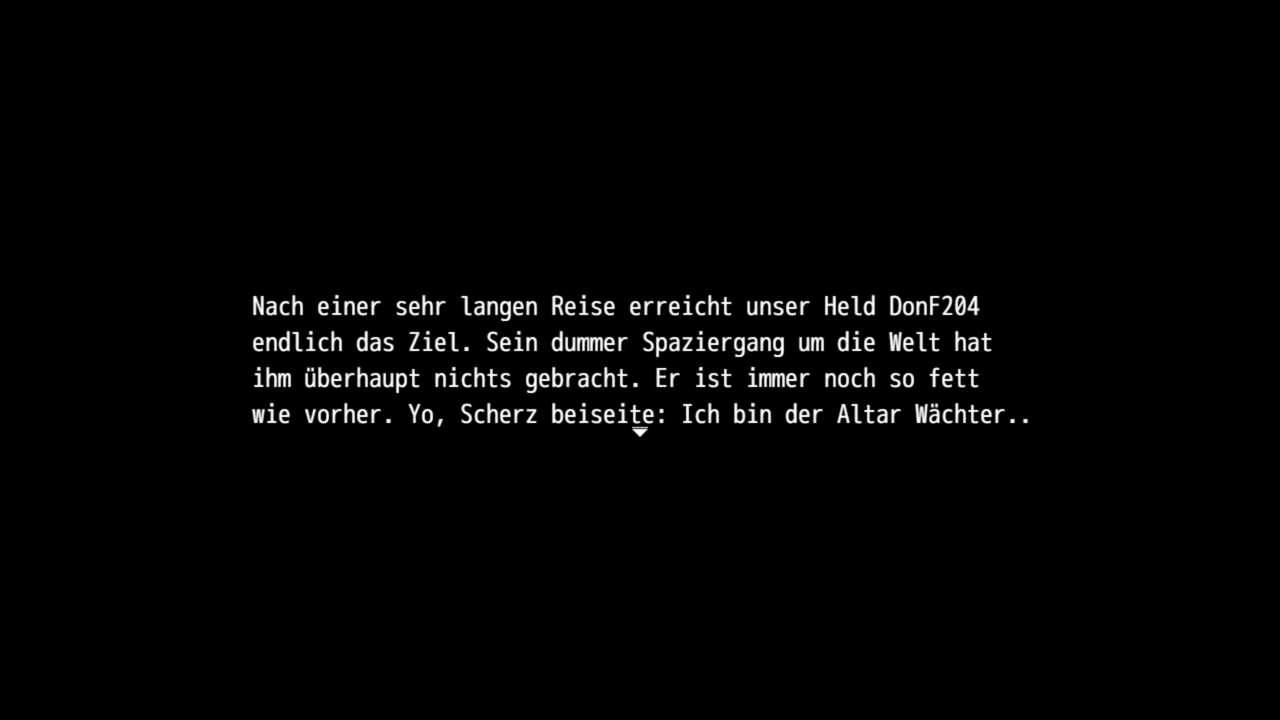 Nach einer sehr langen Reise erreicht unser Held DonF204
endlich das Ziel. Sein dummer Spaziergang um die Welt hat
ihm überhaupt nichts gebracht. Er ist immer noch so fett
wie vorher. Yo, Scherz beiseite: Ich bin der Altar Wächter..